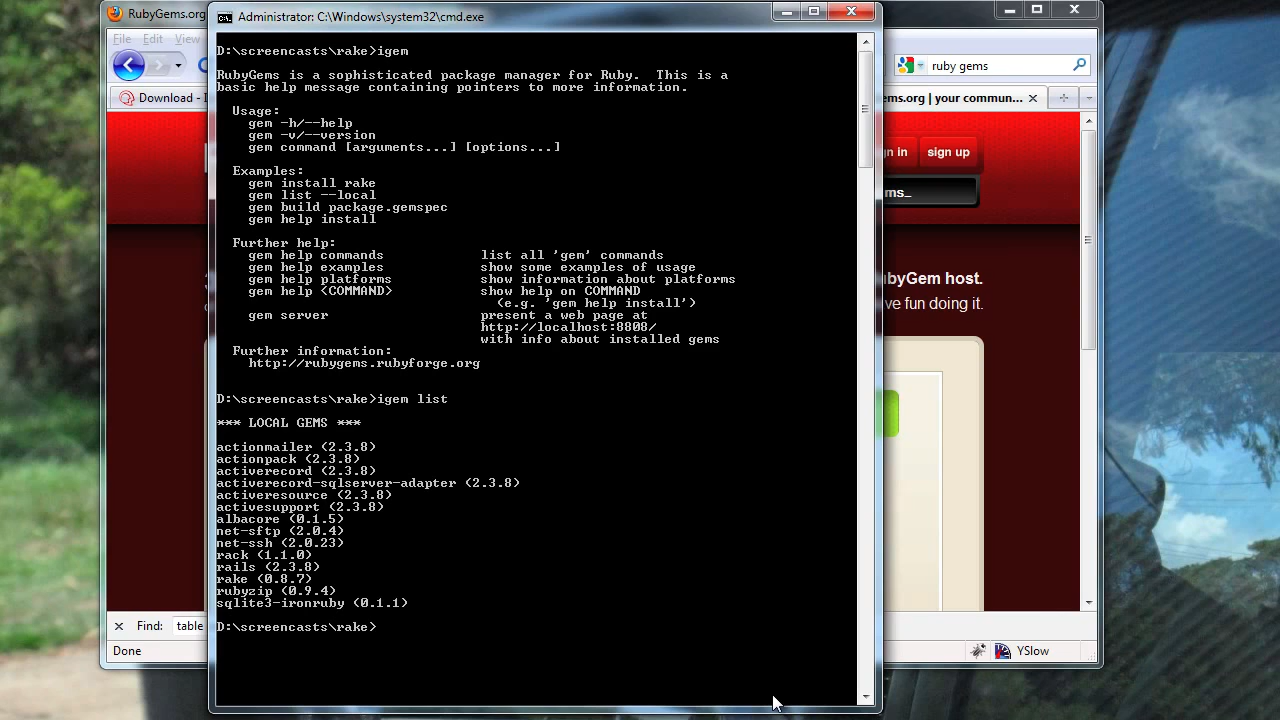 RubyGems.org
Administrator: C:\Windows\system32\cmd.exe
File Edit View
ruby gems
Download -
ems.org | your commun...
n in
sign up
ms_
ubyGem host.
ve fun doing it.
D:\screencasts\rake>igem
RubyGems is a sophisticated package manager for Ruby.  This is a
basic help message containing pointers to more information.
Usage:
gem -h/--help
gem -v/--version
gem command [arguments...] [options...]
Examples:
gem install rake
gem list --local
gem build package.gemspec
gem help install
Further help:
gem help commands list all 'gem' commands
gem help examples show some examples of usage
gem help platforms show information about platforms
gem help <COMMAND> show help on COMMAND
(e.g. 'gem help install')
gem server present a web page at
http://localhost:8808/
with info about installed gems
Further information:
http://rubygems.rubyforge.org
D:\screencasts\rake>igem list
*** LOCAL GEMS ***
actionmailer (2.3.8)
actionpack (2.3.8)
activerecord (2.3.8)
activerecord-sqlserver-adapter (2.3.8)
activeresource (2.3.8)
activesupport (2.3.8)
albacore (0.1.5)
net-sftp (2.0.4)
net-ssh (2.0.23)
rack (1.1.0)
rails (2.3.8)
rake (0.8.7)
rubyzip (0.9.4)
sqlite3-ironruby (0.1.1)
D:\screencasts\rake>
Find: table
Done
YSlow